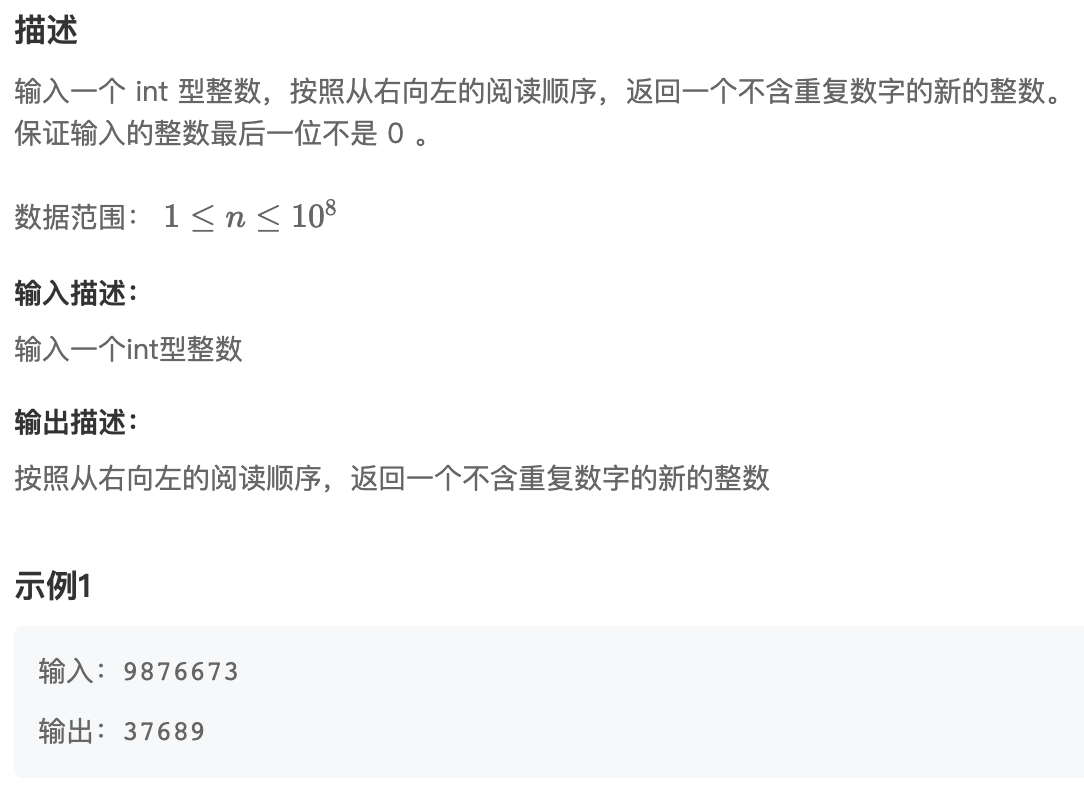 描述
输入一个 int 型整数，按照从右向左的阅读顺序，返回一个不含重复数字的新的整数。
保证输入的整数最后一位不是 0 。
数据范围： 1 ≤ n ≤ 10⁸
输入描述：
输入一个int型整数
输出描述：
按照从右向左的阅读顺序，返回一个不含重复数字的新的整数
示例1
输入：9876673
输出：37689